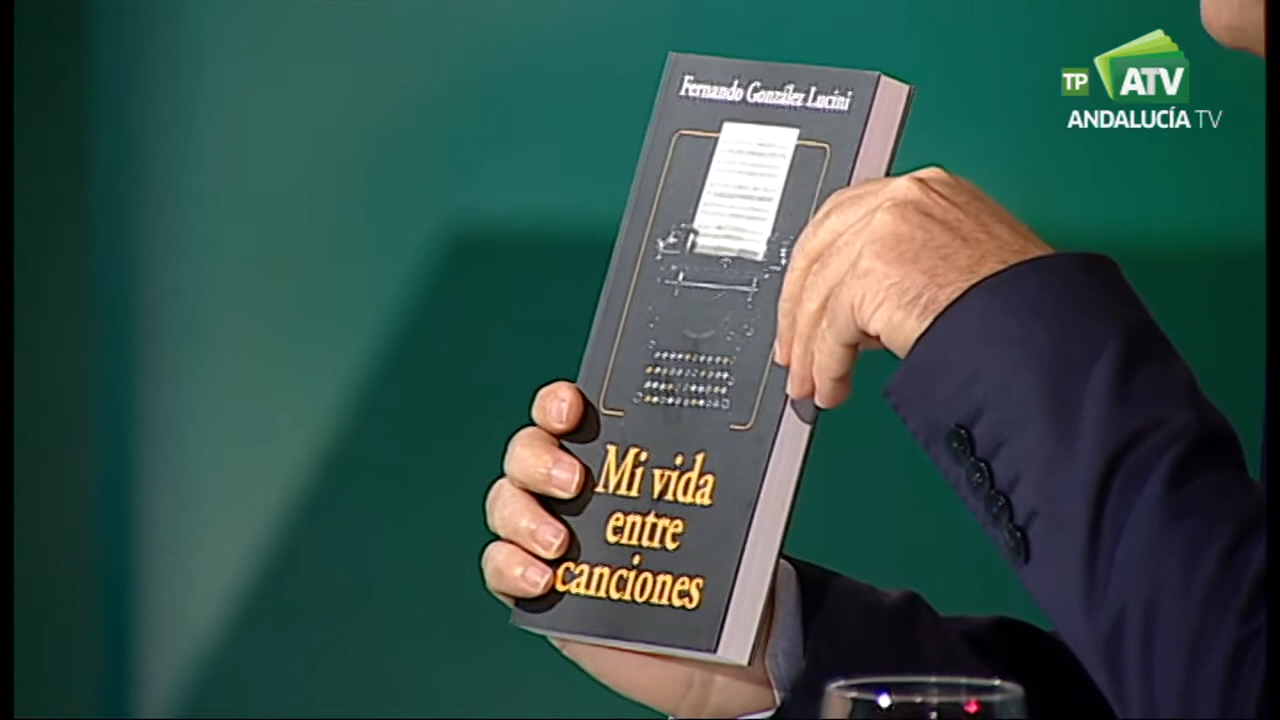 Fernando González Lucini
Mi vida
entre
canciones
TP
ATV
ANDALUCÍA TV